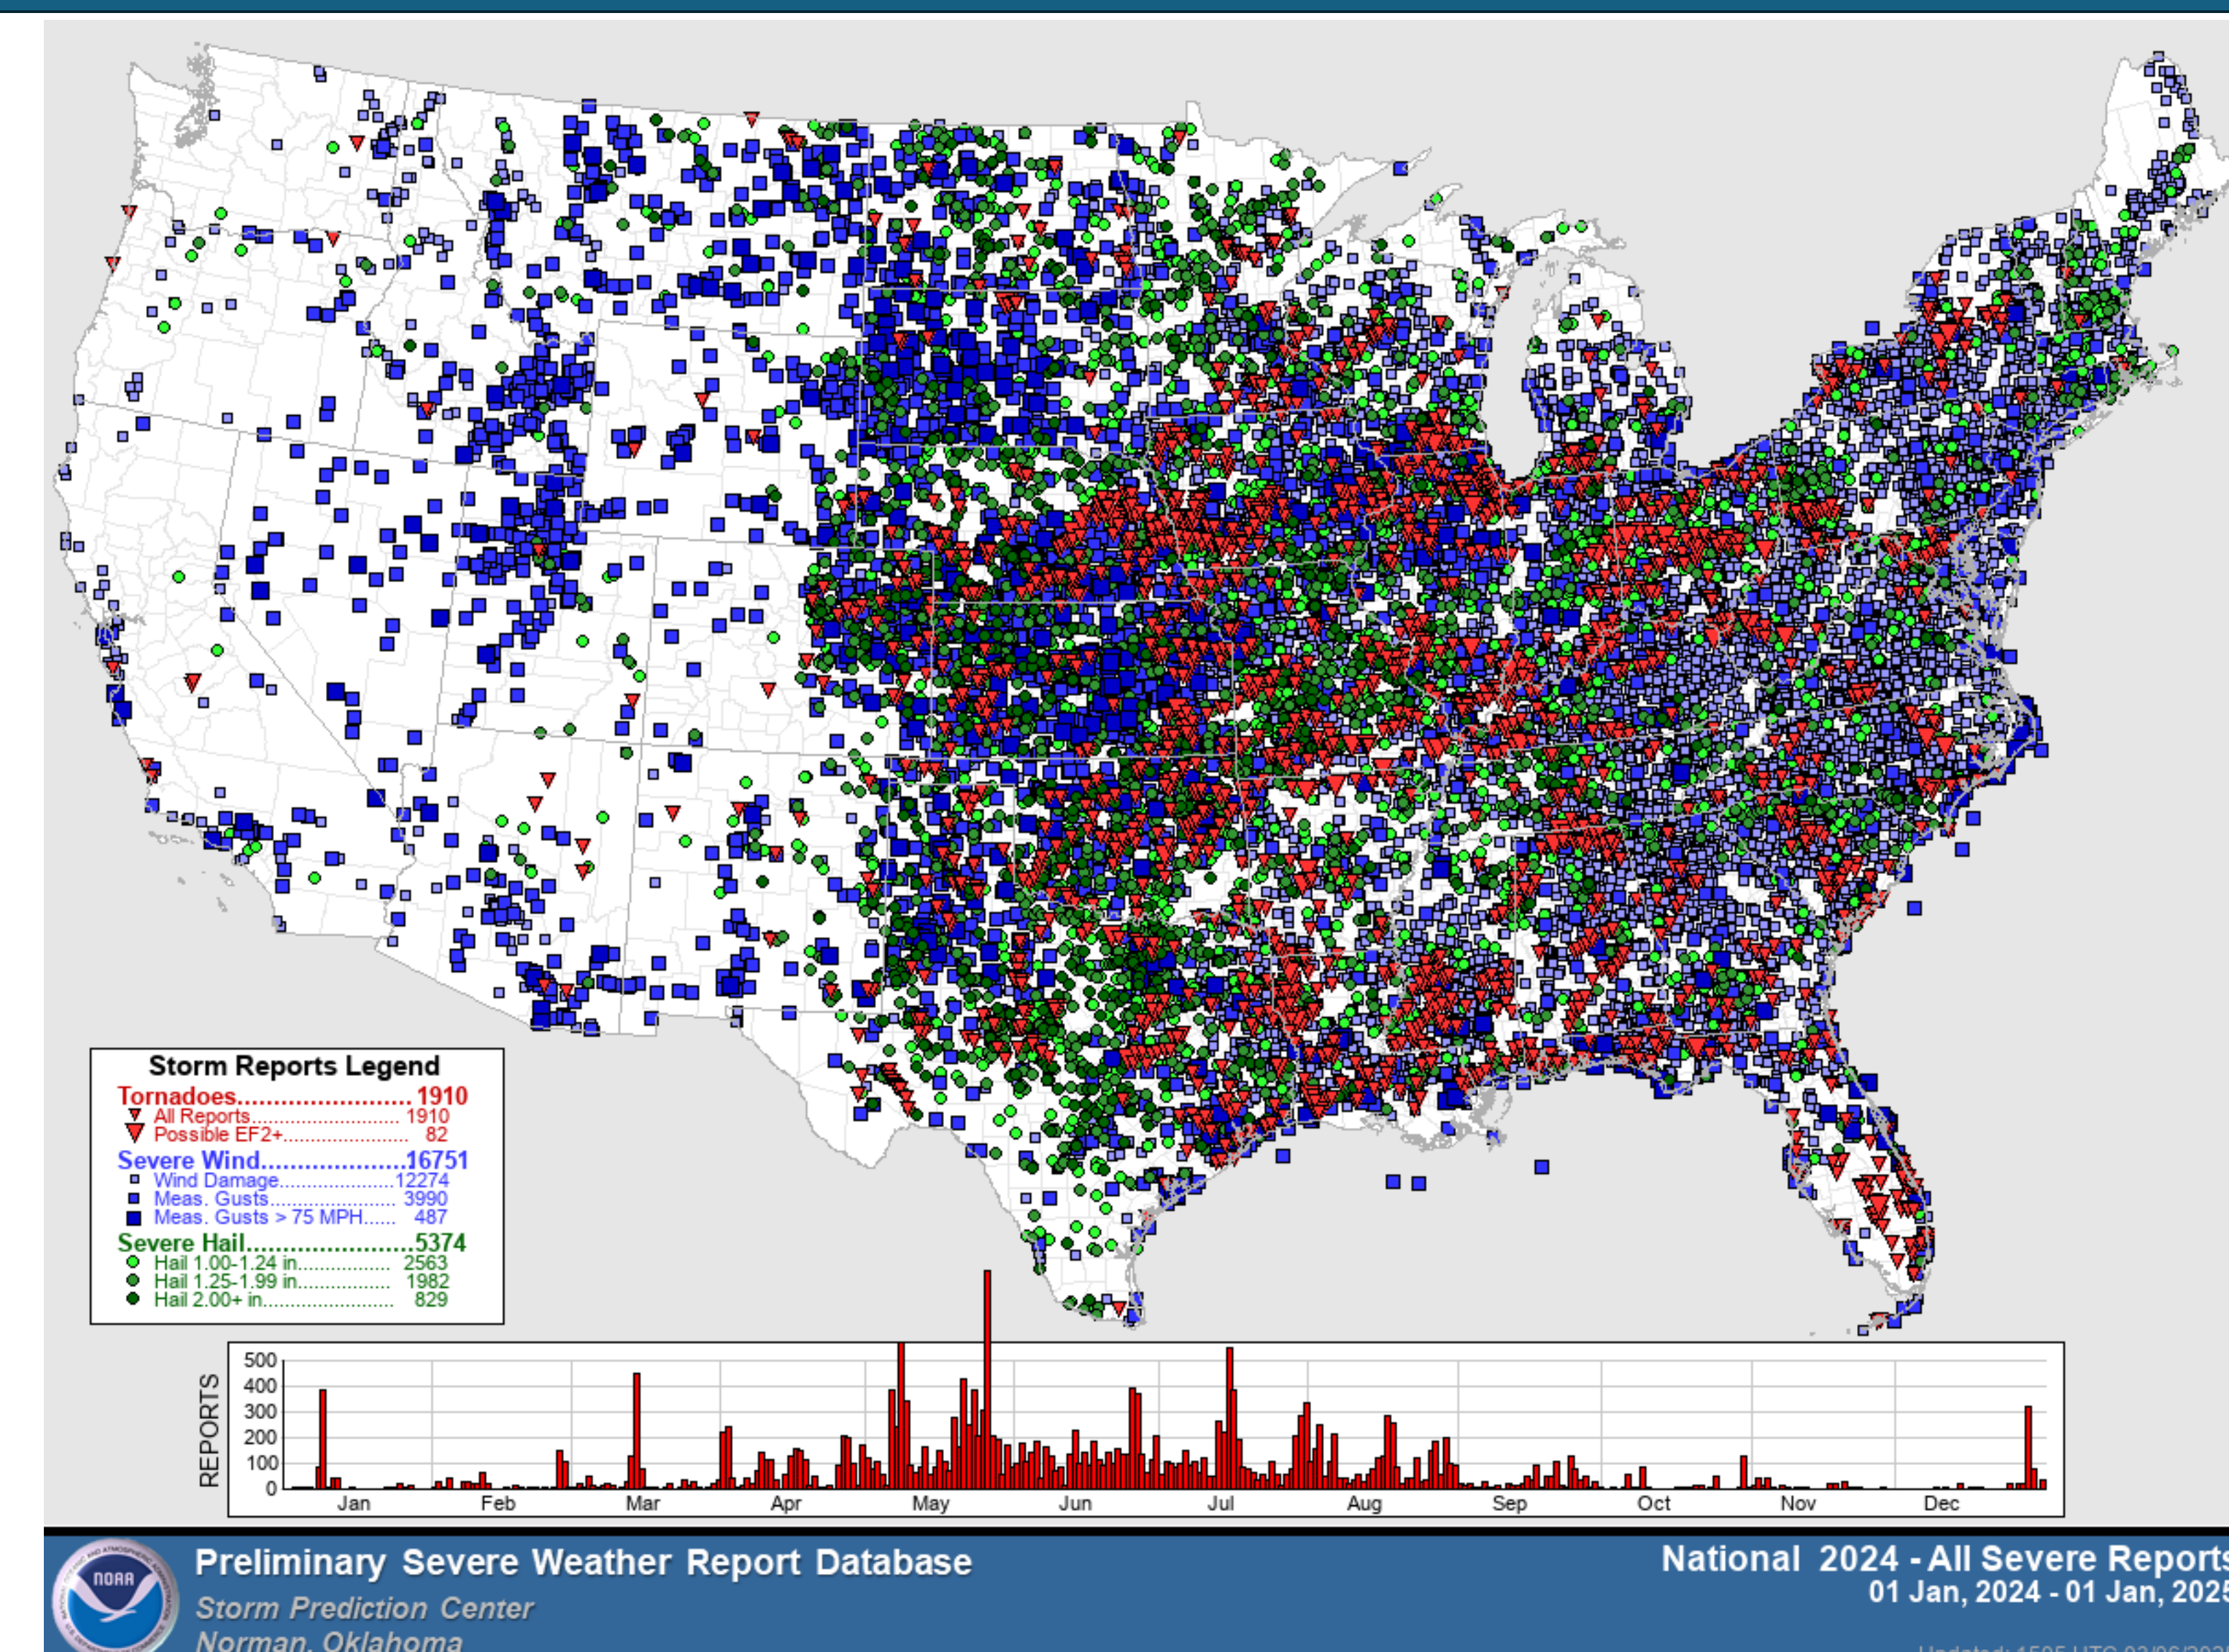 Storm Reports Legend
Tornadoes........................ 1910
All Reports...................... 1910
Possible EF2+...................... 82
Severe Wind....................16751
Wind Damage....................12274
Meas. Gusts..................... 3990
Meas. Gusts > 75 MPH...... 487
Severe Hail.......................5374
Hail 1.00-1.24 in................. 2563
Hail 1.25-1.99 in................. 1982
Hail 2.00+ in........................ 829
REPORTS
500
400
300
200
100
0
Jan Feb Mar Apr May Jun Jul Aug Sep Oct Nov Dec
NOAA
Preliminary Severe Weather Report Database
Storm Prediction Center
Norman, Oklahoma
National 2024 - All Severe Reports
01 Jan, 2024 - 01 Jan, 2025